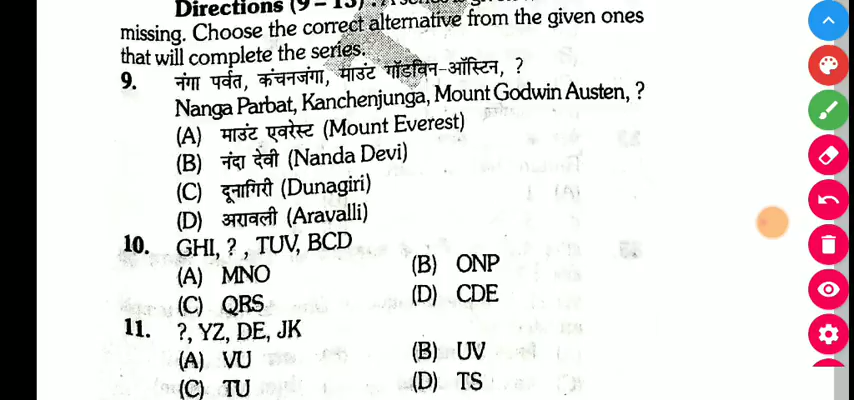 Directions (9 – 13) :
missing. Choose the correct alternative from the given ones
that will complete the series.
9. नंगा पर्वत, कंचनजंगा, माउंट गॉडविन-ऑस्टिन, ?
Nanga Parbat, Kanchenjunga, Mount Godwin Austen, ?
(A) माउंट एवरेस्ट (Mount Everest)
(B) नंदा देवी (Nanda Devi)
(C) दूनागिरी (Dunagiri)
(D) अरावली (Aravalli)
10. GHI, ? , TUV, BCD
(A) MNO (B) ONP
(C) QRS (D) CDE
11. ?, YZ, DE, JK
(A) VU (B) UV
(C) TU (D) TS